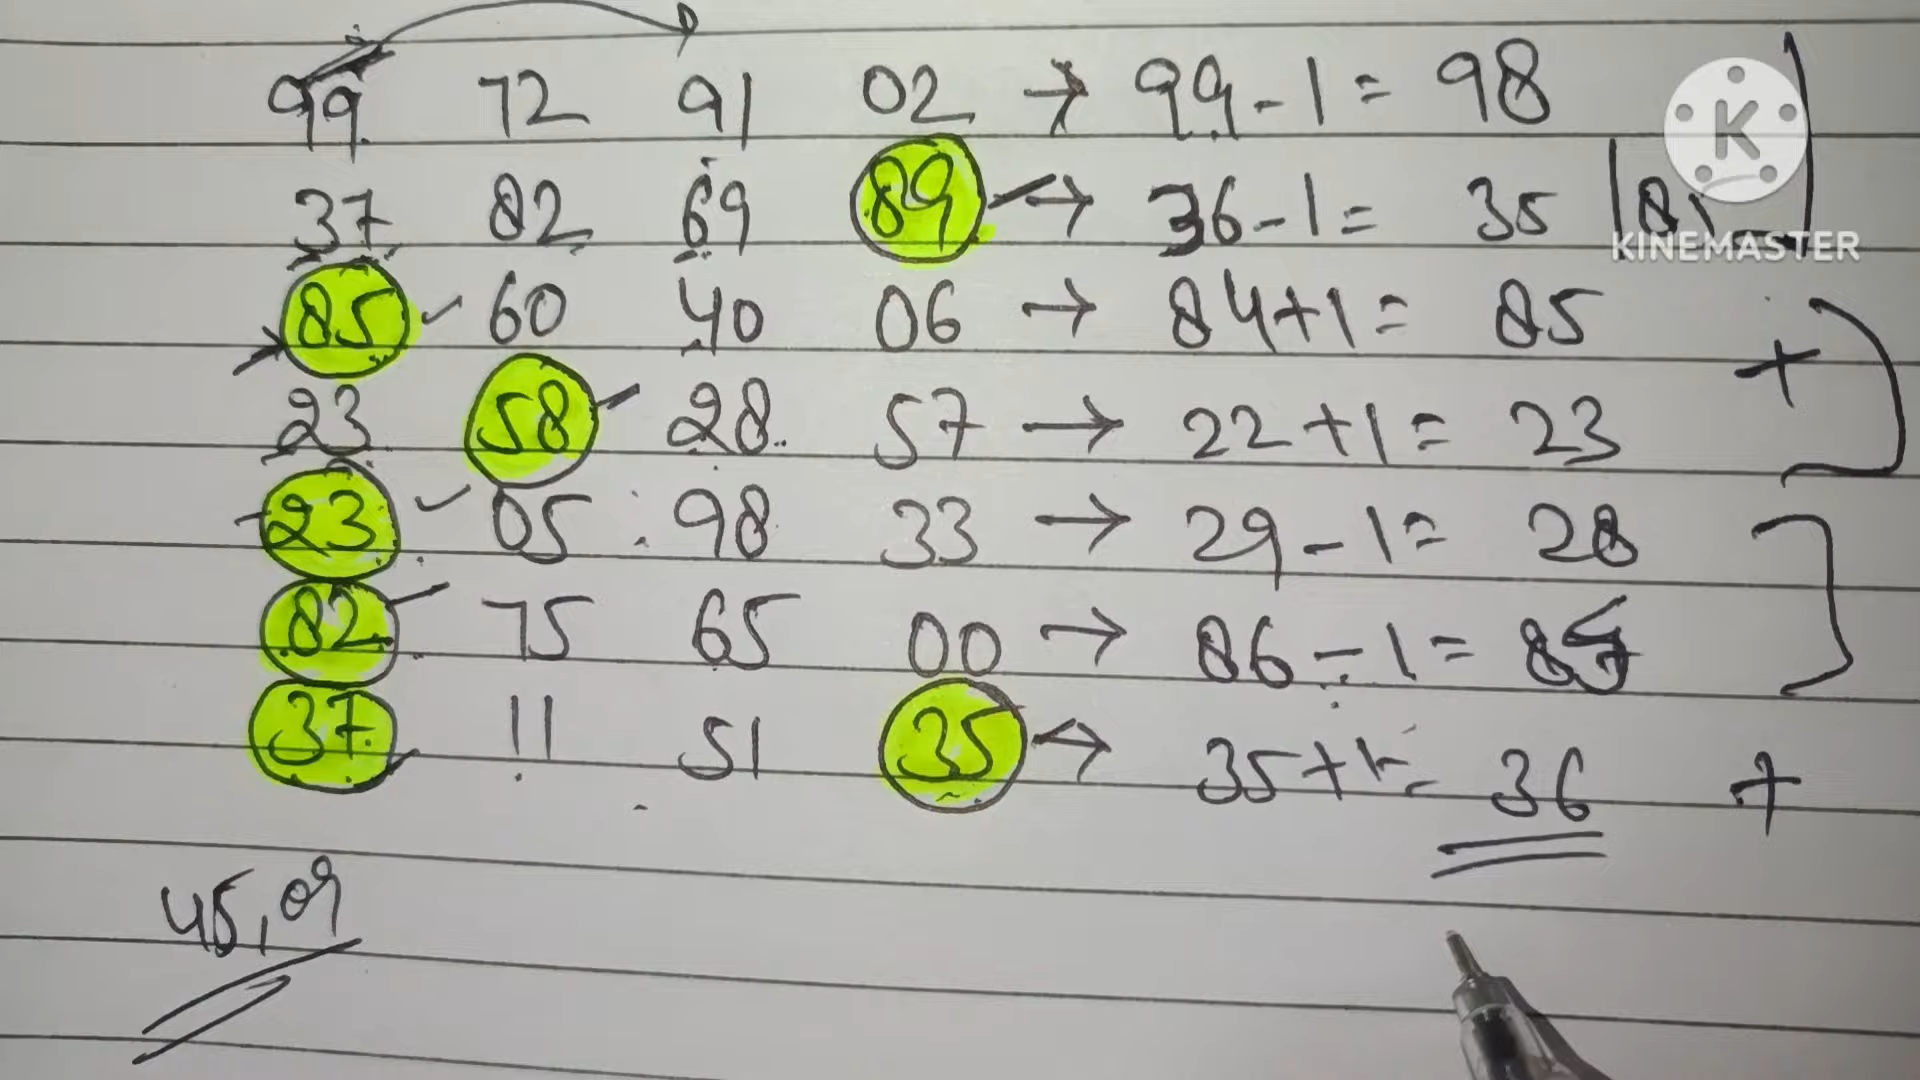 99 72 91 02 → 99-1= 98
37 82 69 89 → 36-1= 35 81
85 60 40 06 → 84+1= 85 +
23 58 28 57 → 22+1= 23
23 05 98 33 → 29-1= 28
82 75 65 00 → 86-1=
37 11 51 35 → 35+1= 36 +
45,09
K
KINEMASTER